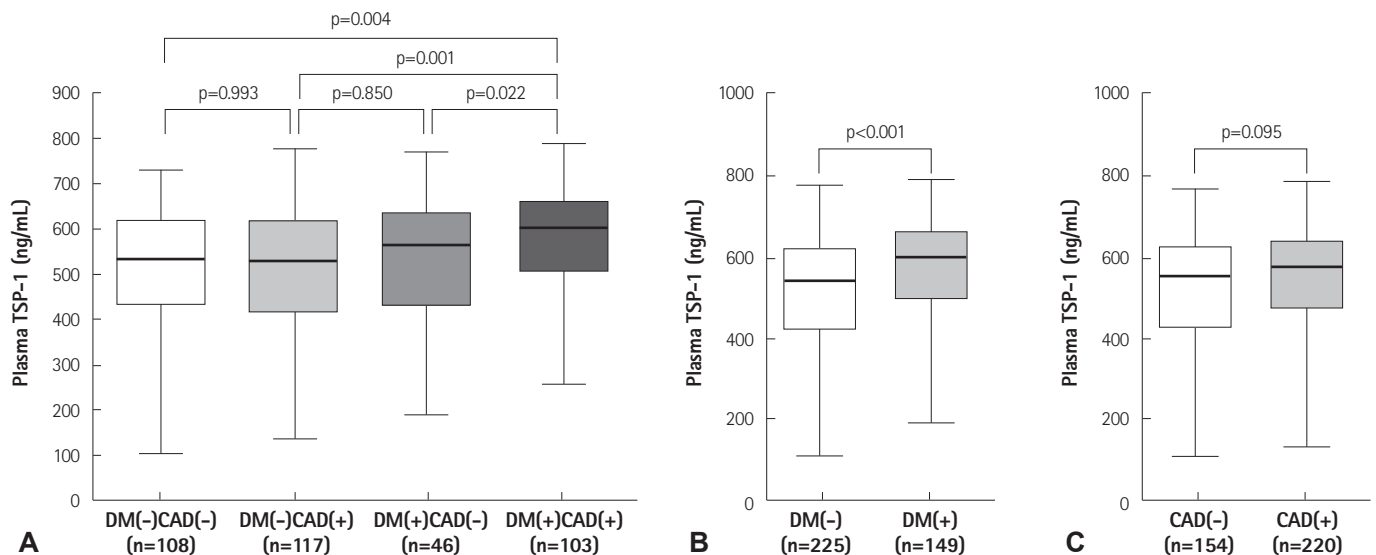 p=0.004
p=0.001
p=0.993
p=0.850
p=0.022
900
800
700
600
500
400
300
200
100
0
Plasma TSP-1 (ng/mL)
DM(-)CAD(-)
(n=108)
DM(-)CAD(+)
(n=117)
DM(+)CAD(-)
(n=46)
DM(+)CAD(+)
(n=103)
A
p<0.001
1000
800
600
400
200
0
Plasma TSP-1 (ng/mL)
DM(-)
(n=225)
DM(+)
(n=149)
B
p=0.095
1000
800
600
400
200
0
Plasma TSP-1 (ng/mL)
CAD(-)
(n=154)
CAD(+)
(n=220)
C